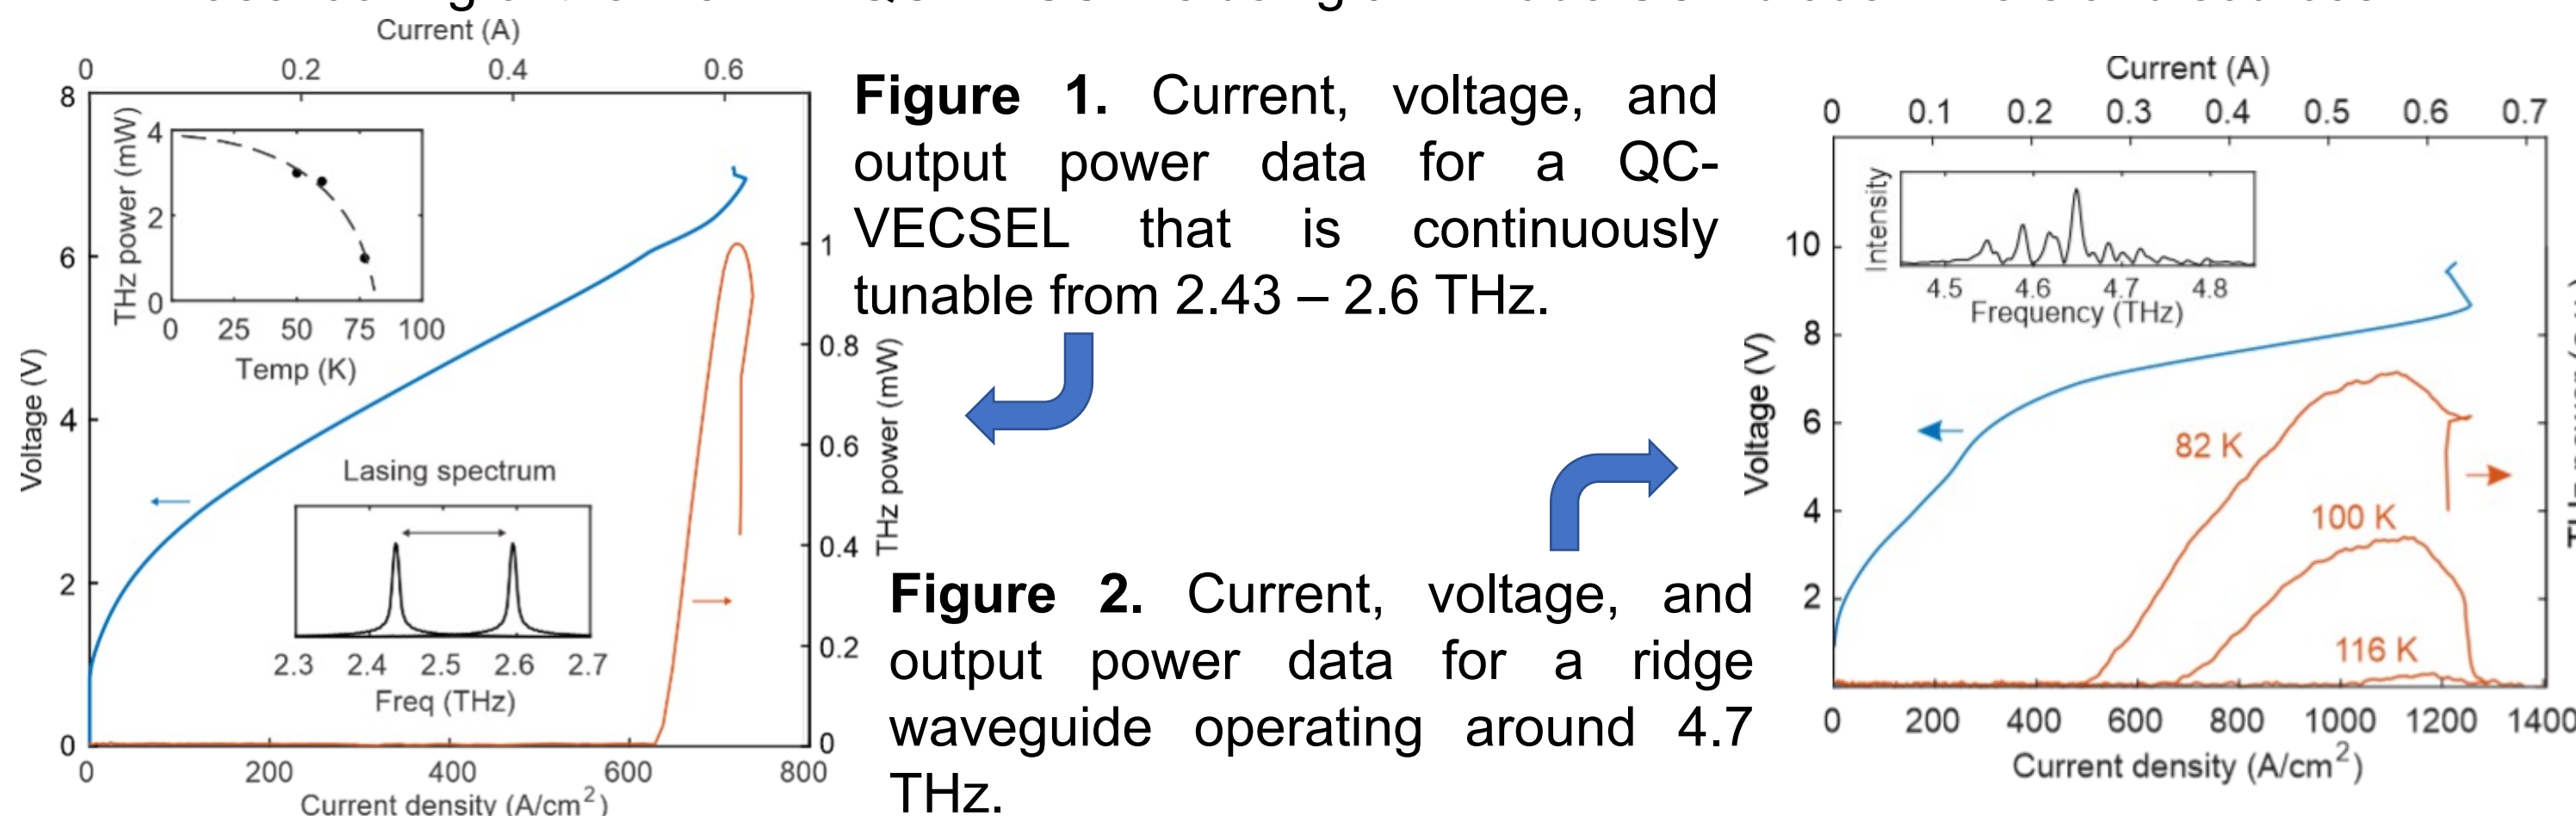 Current (A)
0 0.2 0.4 0.6
8
6
4
2
0
Voltage (V)
THz power (mW)
4
2
0
0 25 50 75 100
Temp (K)
Lasing spectrum
2.3 2.4 2.5 2.6 2.7
Freq (THz)
1
0.8
0.6
0.4
0.2
0
THz power (mW)
0 200 400 600 800
Current density (A/cm²)
Figure 1. Current, voltage, and
output power data for a QC-
VECSEL that is continuously
tunable from 2.43 – 2.6 THz.
Figure 2. Current, voltage, and
output power data for a ridge
waveguide operating around 4.7
THz.
Current (A)
0 0.1 0.2 0.3 0.4 0.5 0.6 0.7
Intensity
4.5 4.6 4.7 4.8
Frequency (THz)
10
8
6
4
2
Voltage (V)
82 K
100 K
116 K
0 200 400 600 800 1000 1200 1400
Current density (A/cm²)